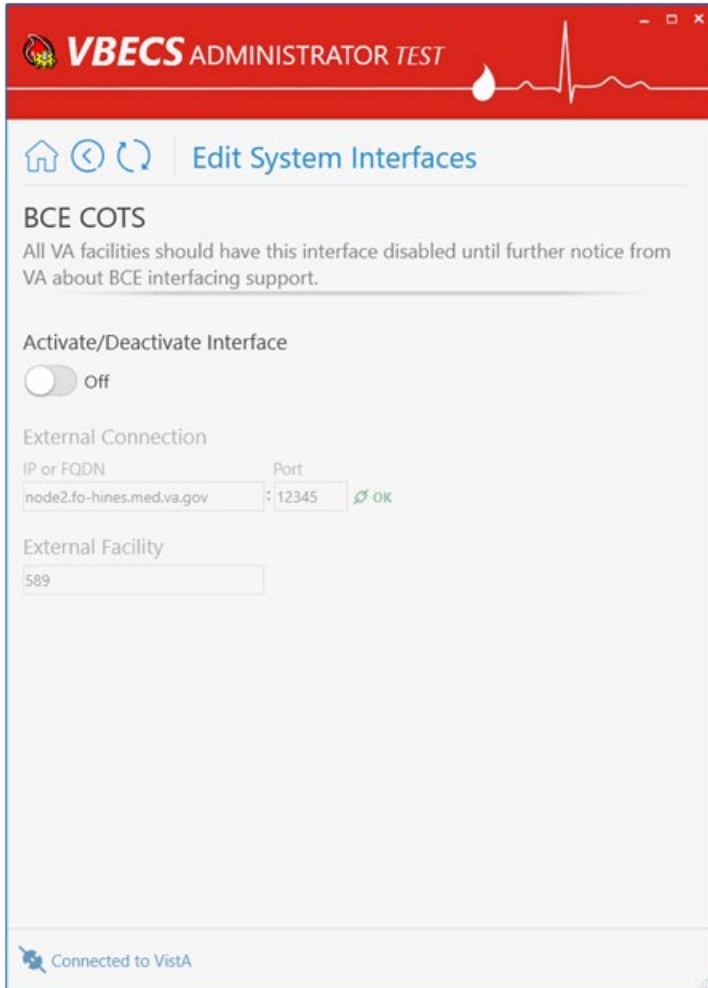 VBECS ADMINISTRATOR TEST
Edit System Interfaces
BCE COTS
All VA facilities should have this interface disabled until further notice from
VA about BCE interfacing support.
Activate/Deactivate Interface
Off
External Connection
IP or FQDN Port
node2.fo-hines.med.va.gov : 12345 OK
External Facility
589
Connected to VistA